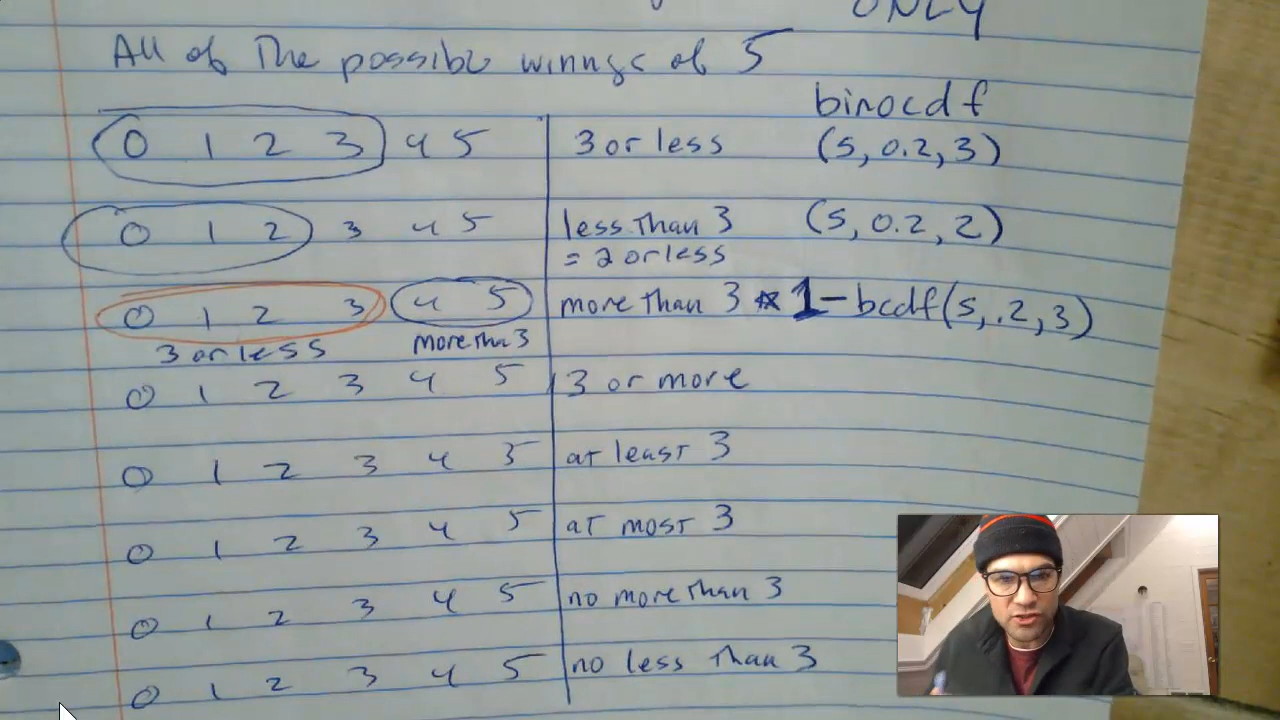 ONLY
All of The possible winngs of 5
binocdf
0 1 2 3 4 5 3 or less (5, 0.2, 3)
0 1 2 3 4 5 less Than 3 (5, 0.2, 2)
= 2 or less
0 1 2 3 4 5 more Than 3 * 1 - bcdf(5, .2, 3)
3 or less more tha 3
0 1 2 3 4 5 3 or more
0 1 2 3 4 5 at least 3
0 1 2 3 4 5 at most 3
0 1 2 3 4 5 no more Than 3
0 1 2 3 4 5 no less Than 3